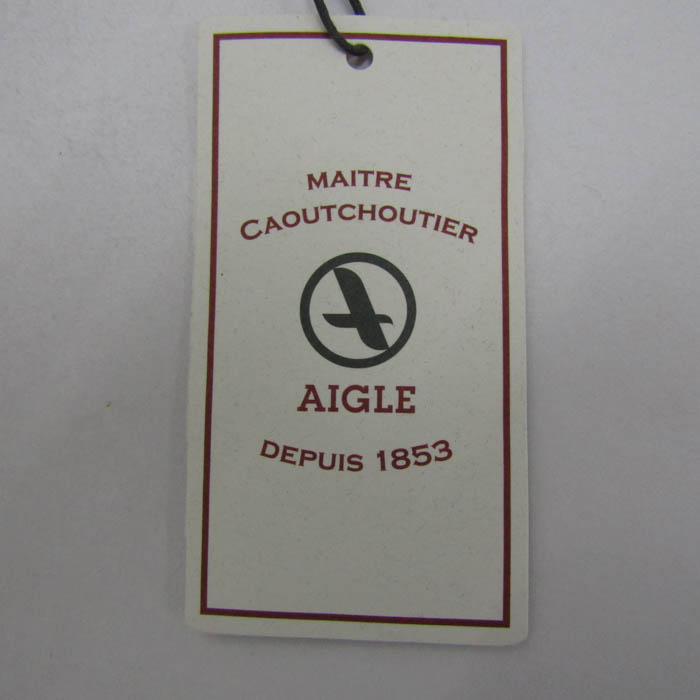 MAITRE
CAOUTCHOUTIER
AIGLE
DEPUIS 1853